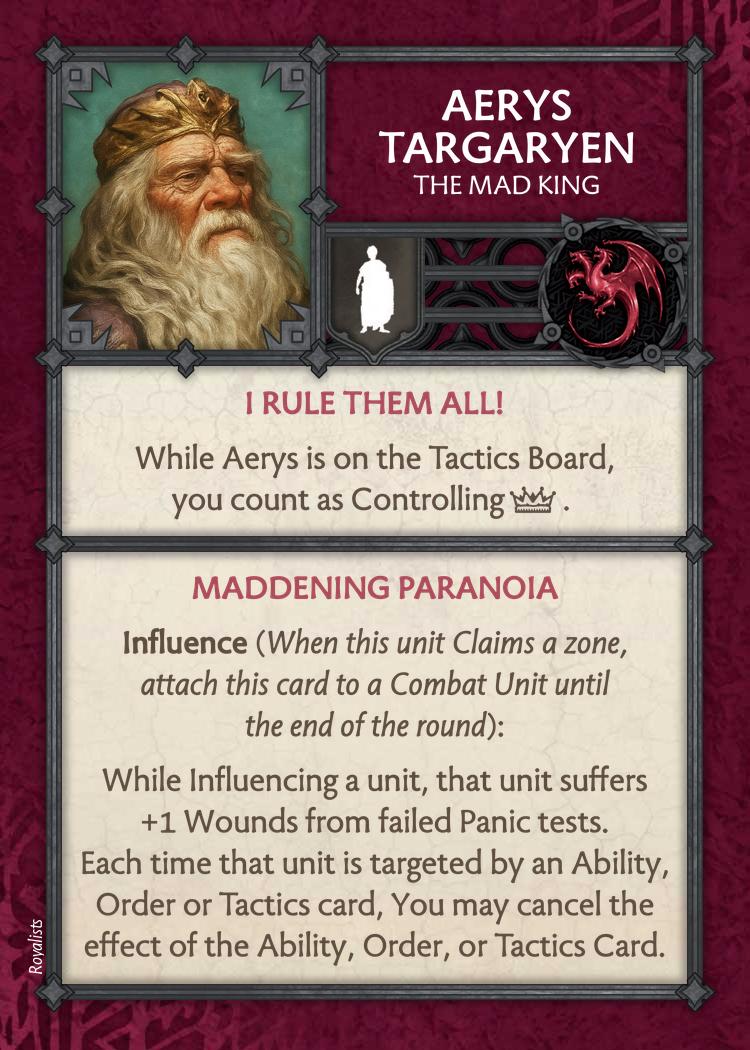 AERYS
TARGARYEN
THE MAD KING
I RULE THEM ALL!
While Aerys is on the Tactics Board,
you count as Controlling .
MADDENING PARANOIA
Influence (When this unit Claims a zone,
attach this card to a Combat Unit until
the end of the round):
While Influencing a unit, that unit suffers
+1 Wounds from failed Panic tests.
Each time that unit is targeted by an Ability,
Order or Tactics card, You may cancel the
effect of the Ability, Order, or Tactics Card.
Royalists